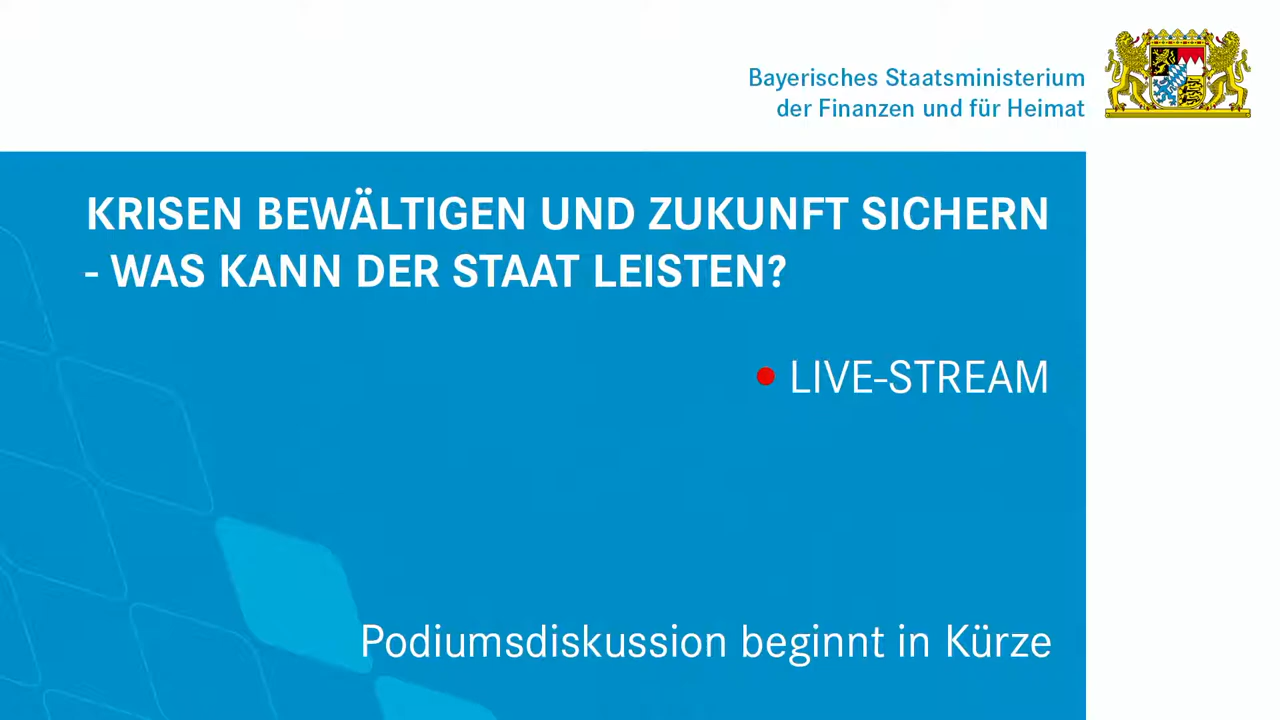 Bayerisches Staatsministerium
der Finanzen und für Heimat
KRISEN BEWÄLTIGEN UND ZUKUNFT SICHERN
- WAS KANN DER STAAT LEISTEN?
LIVE-STREAM
Podiumsdiskussion beginnt in Kürze